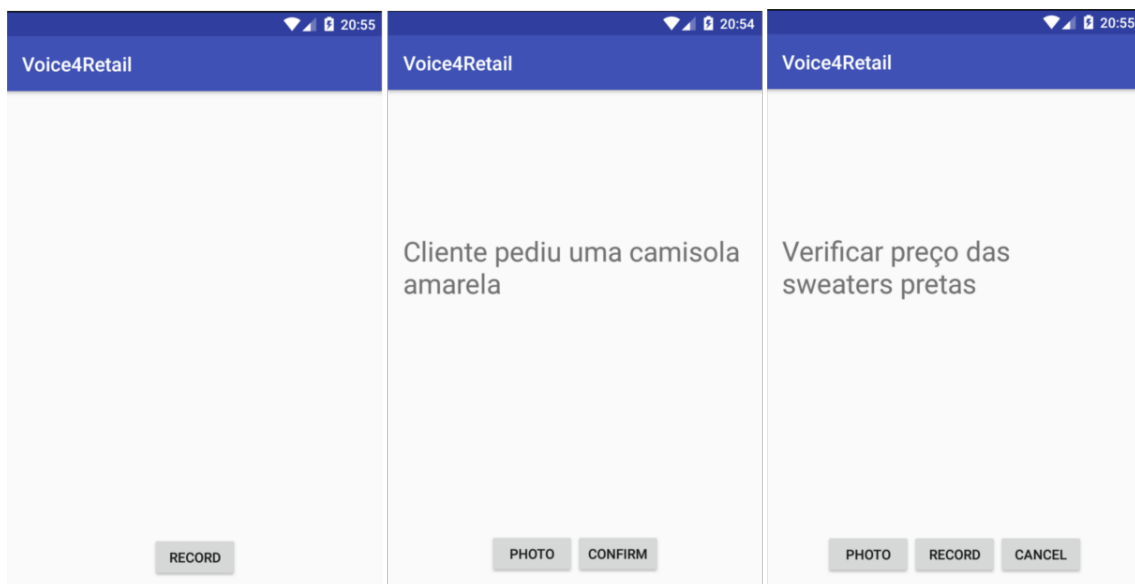 20:55
Voice4Retail
RECORD
20:54
Voice4Retail
Cliente pediu uma camisola
amarela
PHOTO CONFIRM
20:55
Voice4Retail
Verificar preço das
sweaters pretas
PHOTO RECORD CANCEL